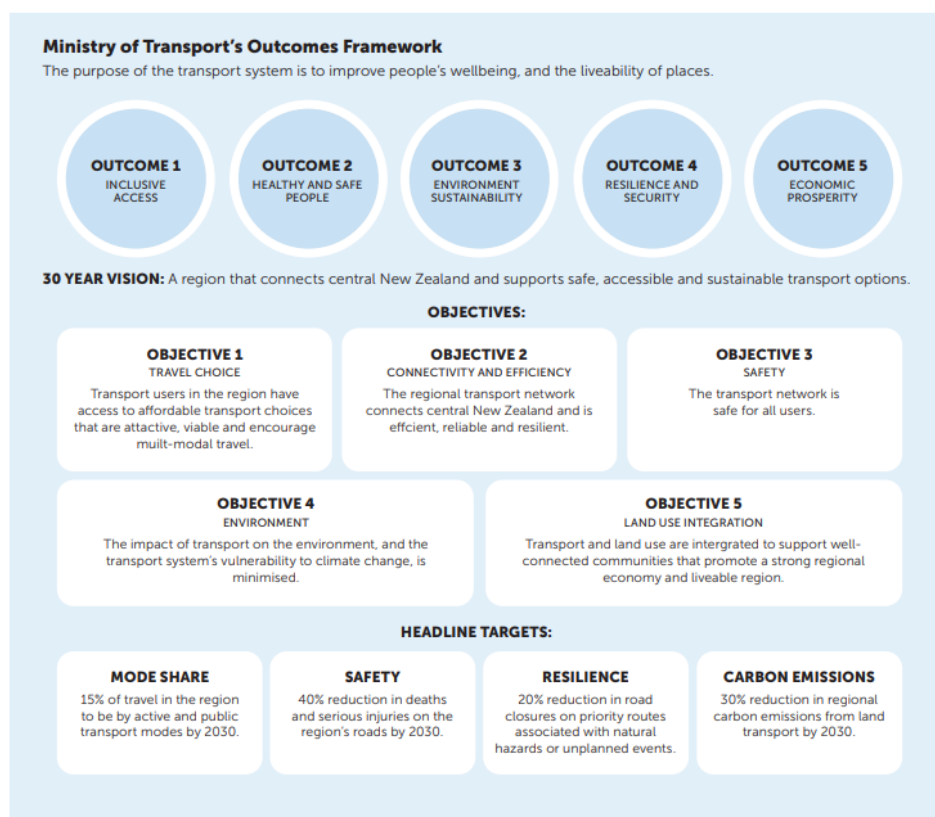 Ministry of Transport's Outcomes Framework
The purpose of the transport system is to improve people's wellbeing, and the liveability of places.
OUTCOME 1
INCLUSIVE
ACCESS
OUTCOME 2
HEALTHY AND SAFE
PEOPLE
OUTCOME 3
ENVIRONMENT
SUSTAINABILITY
OUTCOME 4
RESILIENCE AND
SECURITY
OUTCOME 5
ECONOMIC
PROSPERITY
30 YEAR VISION: A region that connects central New Zealand and supports safe, accessible and sustainable transport options.
OBJECTIVES:
OBJECTIVE 1
TRAVEL CHOICE
Transport users in the region have
access to affordable transport choices
that are attactive, viable and encourage
muilt-modal travel.
OBJECTIVE 2
CONNECTIVITY AND EFFICIENCY
The regional transport network
connects central New Zealand and is
effcient, reliable and resilient.
OBJECTIVE 3
SAFETY
The transport network is
safe for all users.
OBJECTIVE 4
ENVIRONMENT
The impact of transport on the environment, and the
transport system's vulnerability to climate change, is
minimised.
OBJECTIVE 5
LAND USE INTEGRATION
Transport and land use are intergrated to support well-
connected communities that promote a strong regional
economy and liveable region.
HEADLINE TARGETS:
MODE SHARE
15% of travel in the region
to be by active and public
transport modes by 2030.
SAFETY
40% reduction in deaths
and serious injuries on the
region's roads by 2030.
RESILIENCE
20% reduction in road
closures on priority routes
associated with natural
hazards or unplanned events.
CARBON EMISSIONS
30% reduction in regional
carbon emissions from land
transport by 2030.